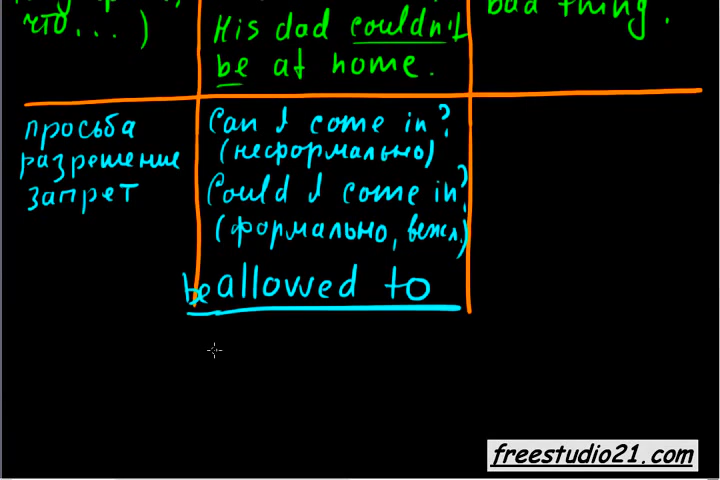 что...)
His dad couldn't
be at home.
bad thing.
просьба
разрешение
запрет
Can I come in?
(неформально)
Could I come in?
(формально, вежл.)
be allowed to
freestudio21.com